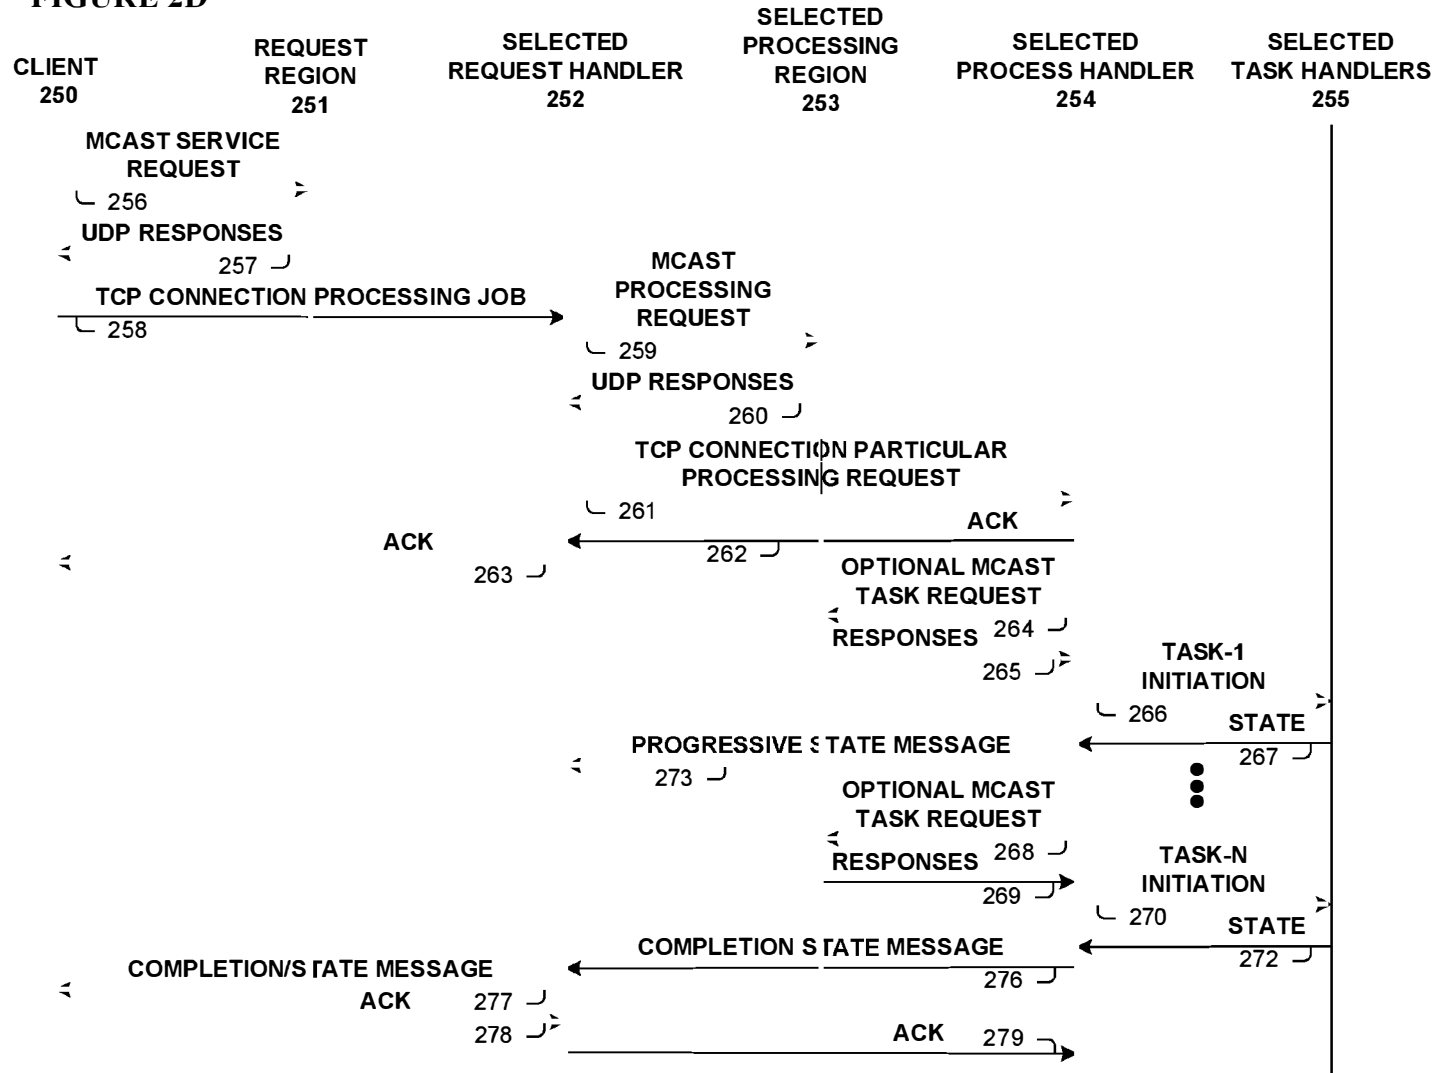 FIGURE 2D
CLIENT
250
REQUEST
REGION
251
SELECTED
REQUEST HANDLER
252
SELECTED
PROCESSING
REGION
253
SELECTED
PROCESS HANDLER
254
SELECTED
TASK HANDLERS
255
MCAST SERVICE
REQUEST
256
UDP RESPONSES
257
TCP CONNECTION PROCESSING JOB
258
MCAST
PROCESSING
REQUEST
259
UDP RESPONSES
260
TCP CONNECTION PARTICULAR
PROCESSING REQUEST
261
ACK
262
ACK
263
OPTIONAL MCAST
TASK REQUEST
264
RESPONSES
265
TASK-1
INITIATION
266
STATE
267
PROGRESSIVE STATE MESSAGE
273
OPTIONAL MCAST
TASK REQUEST
268
RESPONSES
269
TASK-N
INITIATION
270
STATE
272
COMPLETION STATE MESSAGE
276
COMPLETION/STATE MESSAGE
277
ACK
278
ACK
279